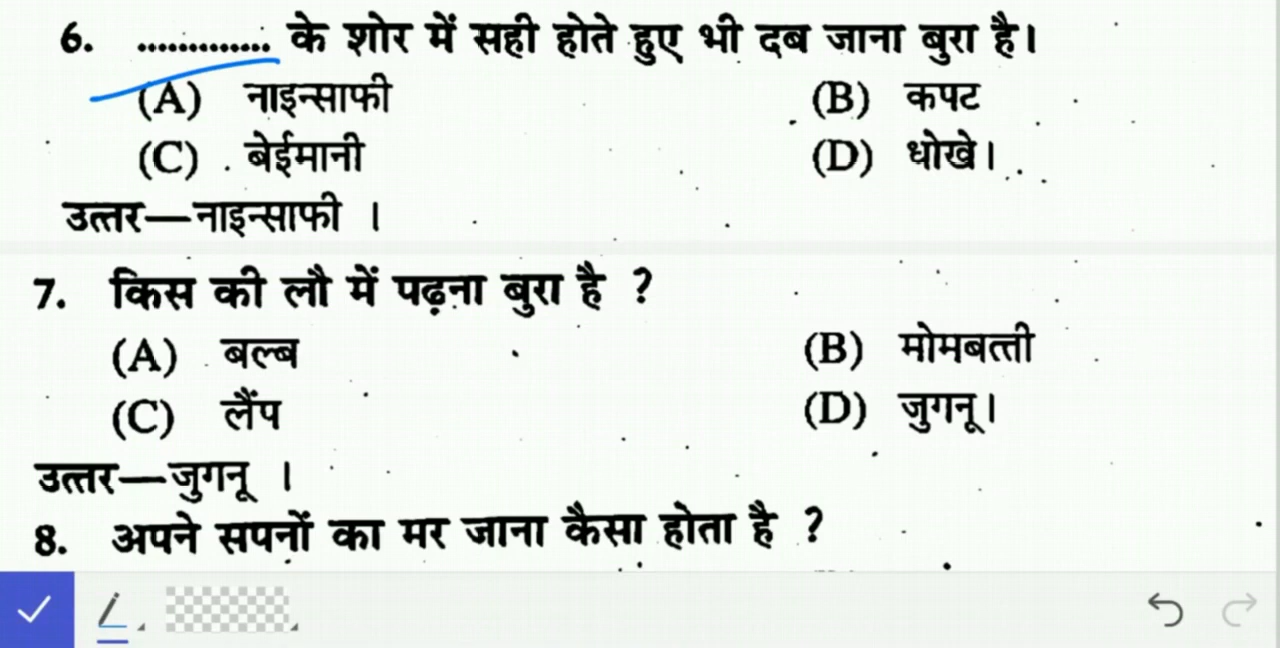 6. ............. के शोर में सही होते हुए भी दब जाना बुरा है।
(A) नाइन्साफी (B) कपट
(C) बेईमानी (D) धोखे।
उत्तर—नाइन्साफी ।
7. किस की लौ में पढ़ना बुरा है ?
(A) बल्ब (B) मोमबत्ती
(C) लैंप (D) जुगनू।
उत्तर—जुगनू ।
8. अपने सपनों का मर जाना कैसा होता है ?